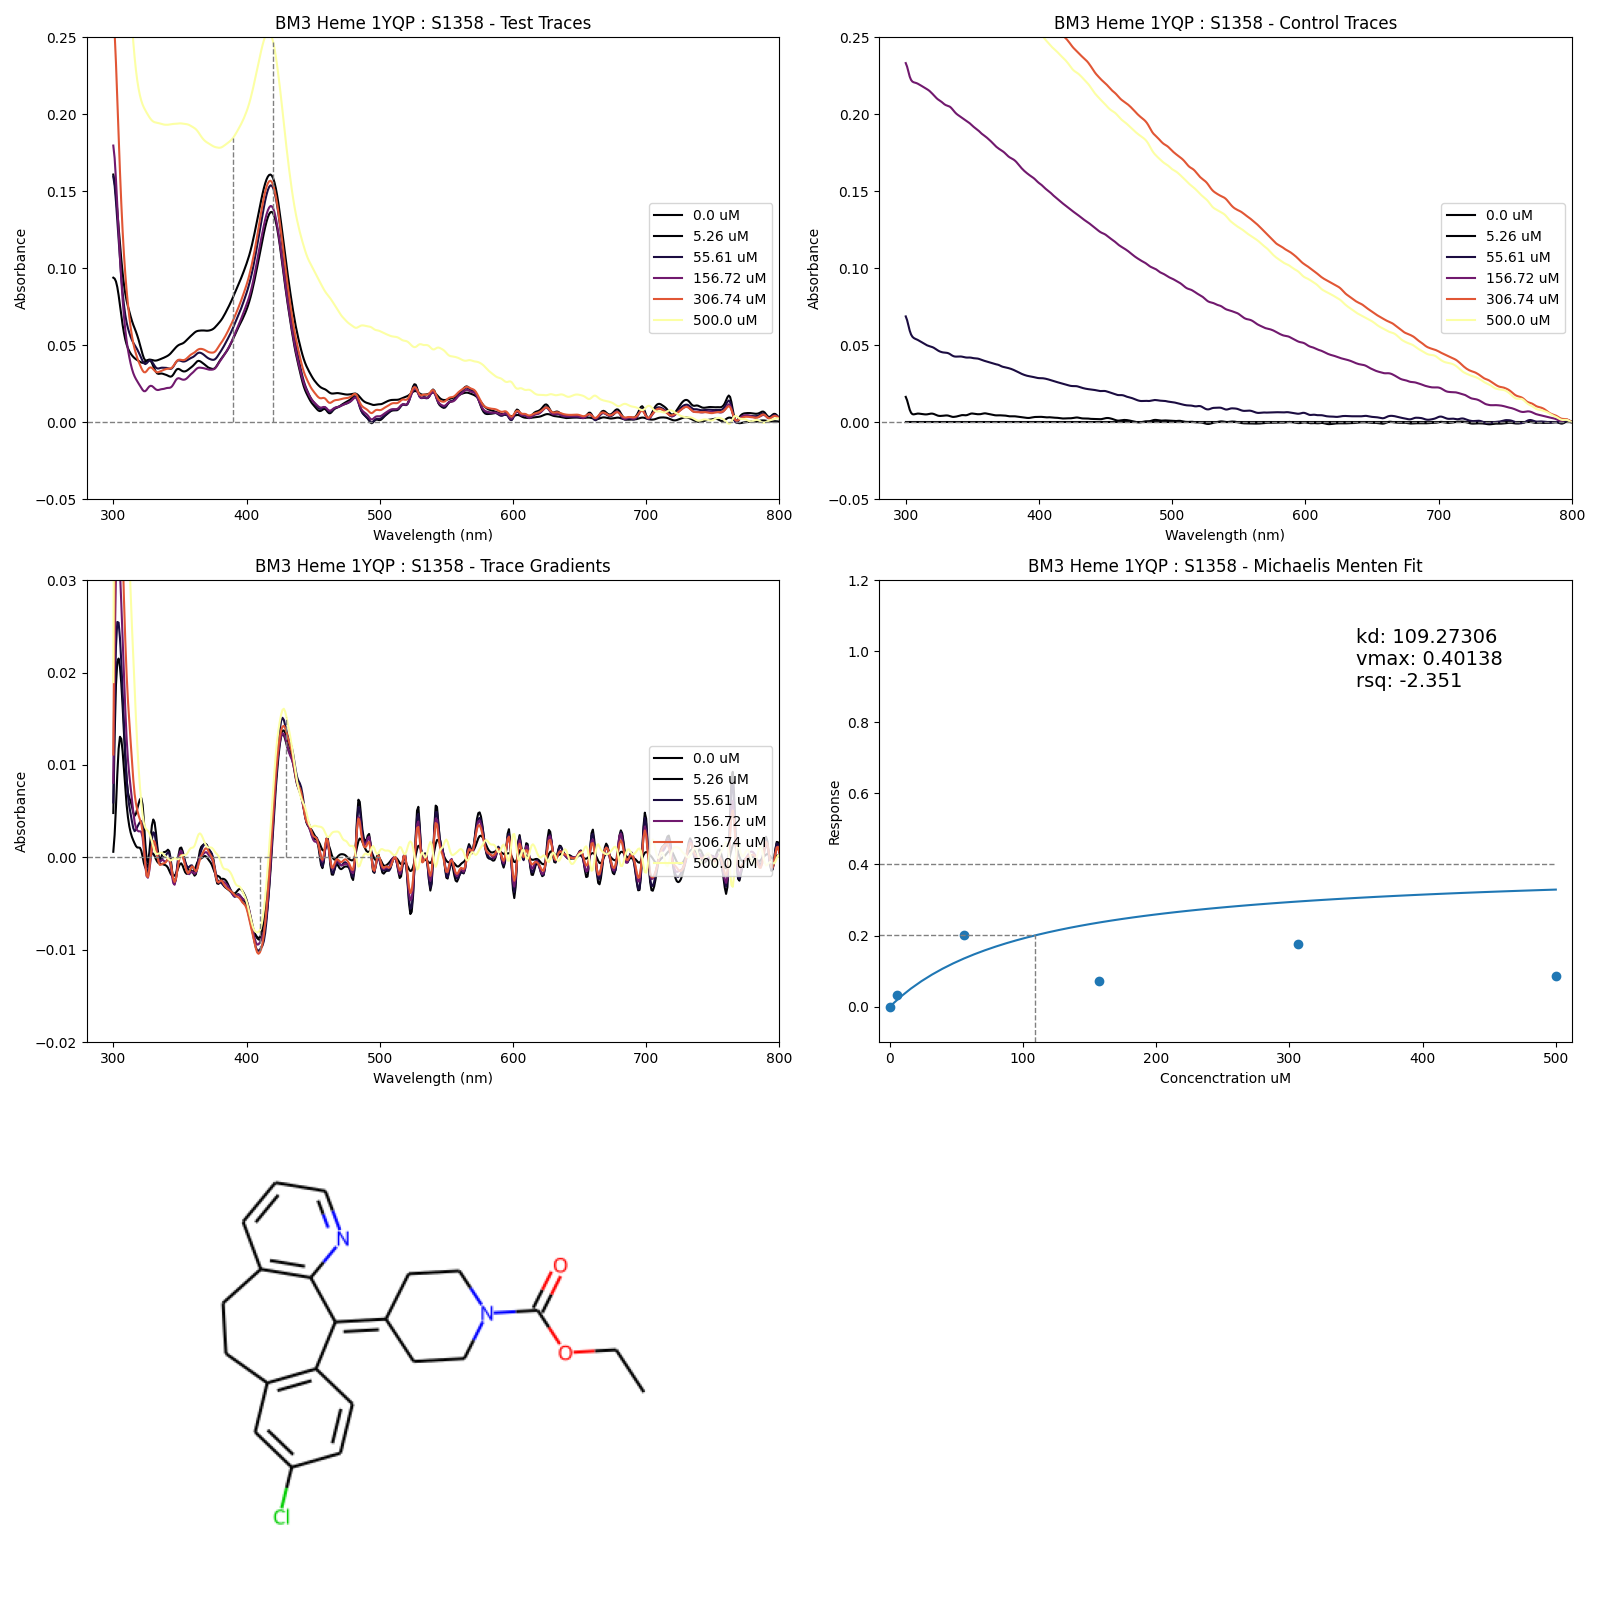 BM3 Heme 1YQP : S1358 - Test Traces
Absorbance
0.25
0.20
0.15
0.10
0.05
0.00
−0.05
300
400
500
600
700
800
Wavelength (nm)
0.0 uM
5.26 uM
55.61 uM
156.72 uM
306.74 uM
500.0 uM
BM3 Heme 1YQP : S1358 - Control Traces
Absorbance
0.25
0.20
0.15
0.10
0.05
0.00
−0.05
300
400
500
600
700
800
Wavelength (nm)
0.0 uM
5.26 uM
55.61 uM
156.72 uM
306.74 uM
500.0 uM
BM3 Heme 1YQP : S1358 - Trace Gradients
Absorbance
0.03
0.02
0.01
0.00
−0.01
−0.02
300
400
500
600
700
800
Wavelength (nm)
0.0 uM
5.26 uM
55.61 uM
156.72 uM
306.74 uM
500.0 uM
BM3 Heme 1YQP : S1358 - Michaelis Menten Fit
Response
1.2
1.0
0.8
0.6
0.4
0.2
0.0
0
100
200
300
400
500
Concenctration uM
kd: 109.27306
vmax: 0.40138
rsq: -2.351
N
O
N
O
Cl